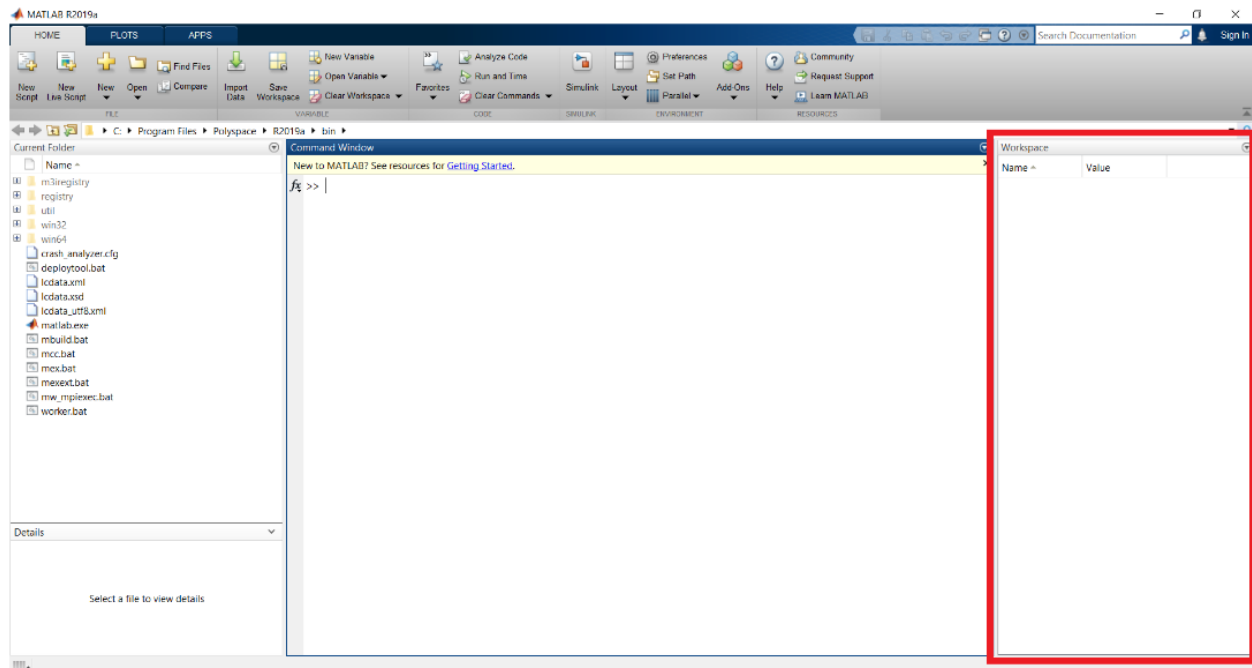 MATLAB R2019a
HOME PLOTS APPS
Search Documentation
Sign In
New Script
New Live Script
New
Open
Find Files
Compare
Import Data
Save Workspace
New Variable
Open Variable
Clear Workspace
Favorites
Analyze Code
Run and Time
Clear Commands
Simulink
Layout
Preferences
Set Path
Parallel
Add-Ons
Help
Community
Request Support
Learn MATLAB
FILE VARIABLE CODE SIMULINK ENVIRONMENT RESOURCES
C: Program Files Polyspace R2019a bin
Current Folder
Name
m3iregistry
registry
util
win32
win64
crash_analyzer.cfg
deploytool.bat
lcdata.xml
lcdata.xsd
lcdata_utf8.xml
matlab.exe
mbuild.bat
mcc.bat
mex.bat
mexext.bat
mw_mpiexec.bat
worker.bat
Details
Select a file to view details
Command Window
New to MATLAB? See resources for Getting Started.
fx >>
Workspace
Name Value